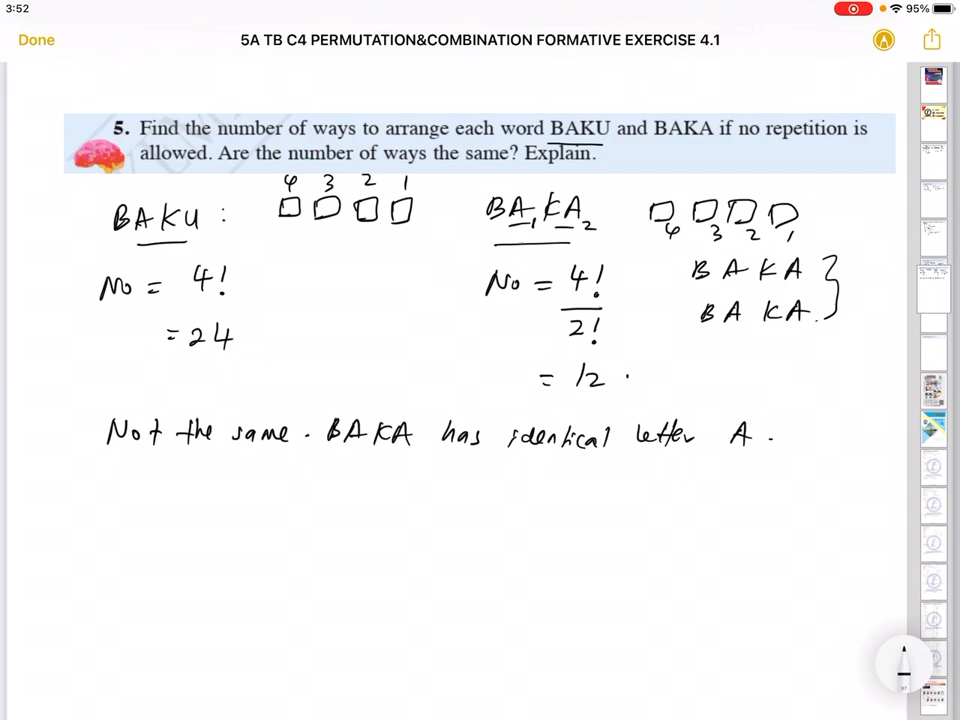 3:52
95%
Done
5A TB C4 PERMUTATION&COMBINATION FORMATIVE EXERCISE 4.1
5. Find the number of ways to arrange each word BAKU and BAKA if no repetition is
allowed. Are the number of ways the same? Explain.
4 3 2 1
BAKU :
BA₁KA₂
4 3 2 1
No = 4!
= 24
No = 4!
2!
= 12 .
B A K A
B A K A .
Not the same . BAKA has identical letter A .
97